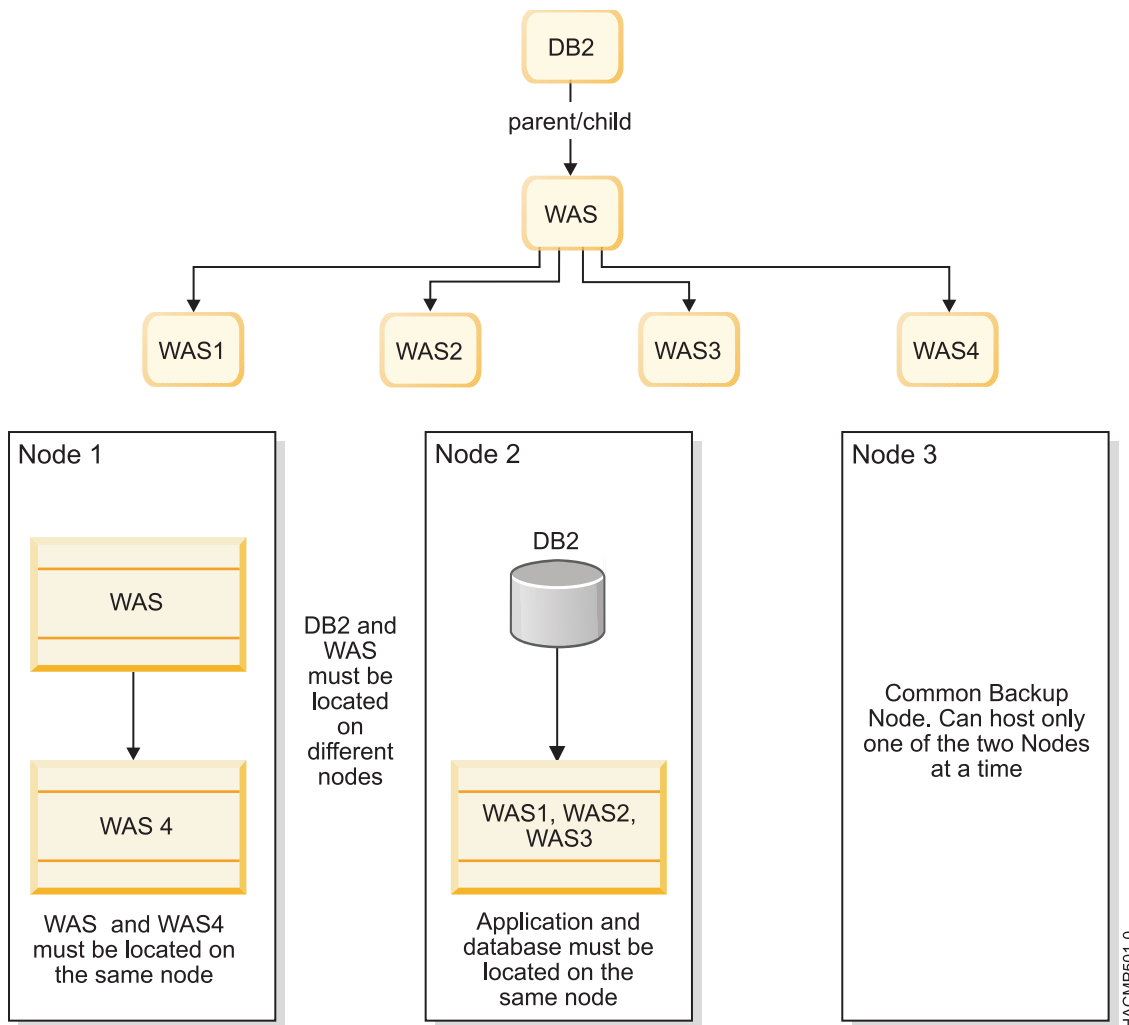 DB2
parent/child
WAS
WAS1
WAS2
WAS3
WAS4
Node 1
WAS
WAS 4
WAS and WAS4
must be located on
the same node
DB2 and
WAS
must be
located
on
different
nodes
Node 2
DB2
WAS1, WAS2,
WAS3
Application and
database must be
located on the
same node
Node 3
Common Backup
Node. Can host only
one of the two Nodes
at a time
HACMP501_0